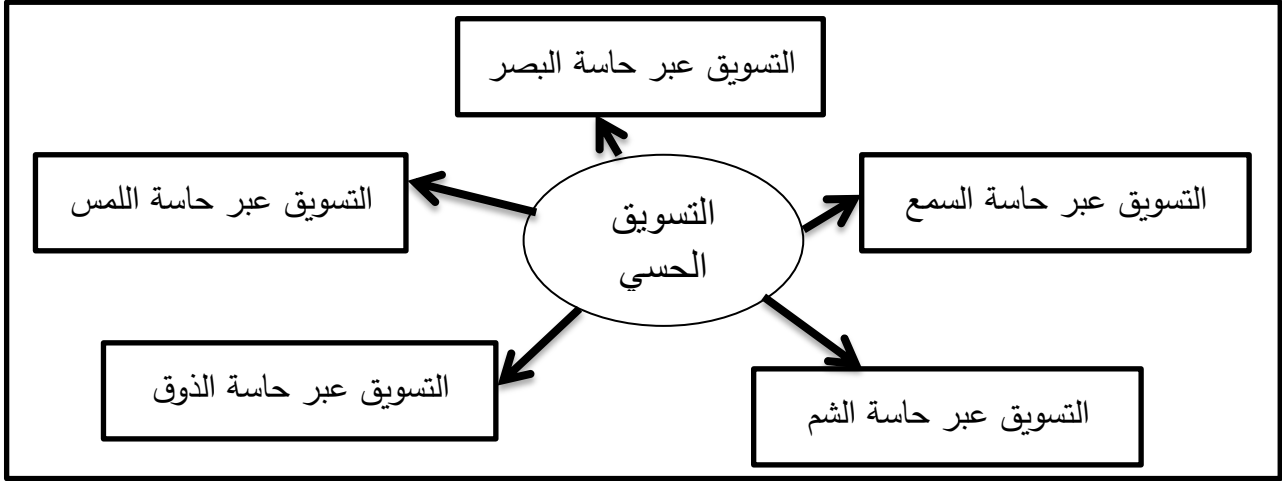 التسويق عبر حاسة البصر
التسويق عبر حاسة السمع
التسويق عبر حاسة اللمس
التسويق
الحسي
التسويق عبر حاسة الشم
التسويق عبر حاسة الذوق